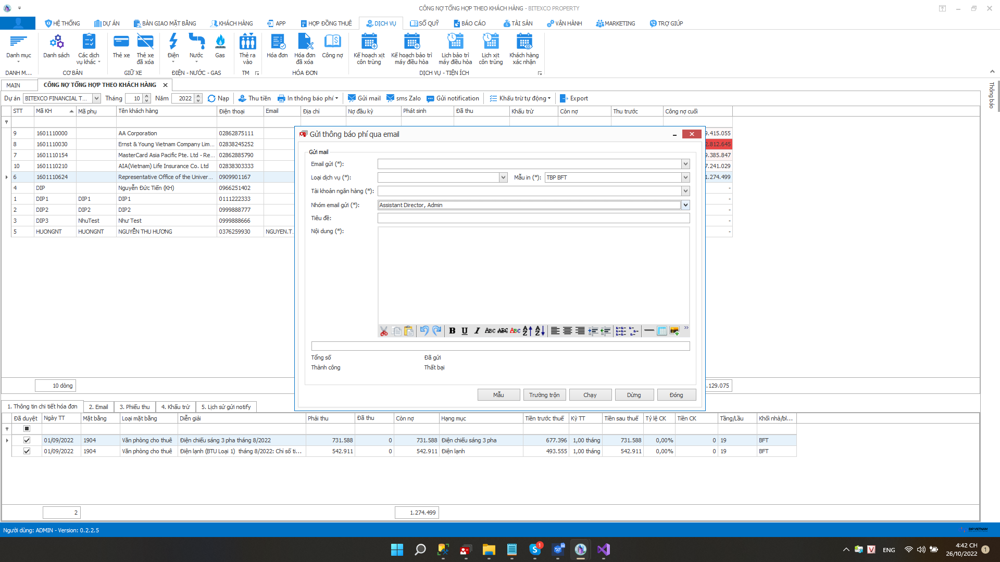 CÔNG NỢ TỔNG HỢP THEO KHÁCH HÀNG - BITEXCO PROPERTY
HỆ THỐNG DỰ ÁN BÀN GIAO MẶT BẰNG KHÁCH HÀNG APP HỢP ĐỒNG THUÊ DỊCH VỤ SỔ QUỸ BÁO CÁO TÀI SẢN VẬN HÀNH MARKETING TRỢ GIÚP
Danh mục Danh sách Các dịch vụ khác Thẻ xe Thẻ xe đã xóa Điện Nước Gas Thẻ ra vào Hóa đơn Hóa đơn đã xóa Công nợ Kế hoạch xịt côn trùng Kế hoạch bảo trì máy điều hòa Lịch bảo trì máy điều hòa Lịch xịt côn trùng Khách hàng xác nhận
DANH M... CƠ BẢN GIỮ XE ĐIỆN - NƯỚC - GAS TM HÓA ĐƠN DỊCH VỤ - TIỆN ÍCH
MAIN CÔNG NỢ TỔNG HỢP THEO KHÁCH HÀNG
Thông báo
Dự án BITEXCO FINANCIAL T... Tháng 10 Năm 2022 Nạp Thu tiền In thông báo phí Gửi mail sms Zalo Gửi notification Khấu trừ tự động Export
STT Mã KH Mã phụ Tên khách hàng Điện thoại Email Địa chỉ Nợ đầu kỳ Phát sinh Đã thu Khấu trừ Còn nợ Thu trước Công nợ cuối
9 1601110000 AA Corporation 02862875111 9.415.055
8 1601110030 Ernst & Young Vietnam Company Lim... 02838245252 2.812.645
7 1601110154 MasterCard Asia Pacific Pte. Ltd - Re... 02862885790 9.385.847
10 1601110210 AIA(Vietnam) Life Insurance Co. Ltd 02838303333 7.241.029
6 1601110624 Representative Office of the Univer... 0909901167 1.274.499
4 DIP Nguyễn Đức Tiến (KH) 0966251402 -
1 DIP1 DIP1 DIP1 0111222333 -
2 DIP2 DIP2 DIP2 0999888777 -
3 DIP3 NhuTest Như Test 0999888666 -
5 HUONGNT HUONGNT NGUYỄN THU HƯƠNG 0376259930 NGUYEN.T. -
10 dòng .129.075
Gửi thông báo phí qua email
Gửi mail
Email gửi (*):
Loại dịch vụ (*): Mẫu in (*): TBP BFT
Tài khoản ngân hàng (*):
Nhóm email gửi (*): Assistant Director, Admin
Tiêu đề:
Nội dung (*):
B U I ABC ABC ABC
Tổng số Đã gửi
Thành công Thất bại
Mẫu Trường trộn Chạy Dừng Đóng
1. Thông tin chi tiết hóa đơn 2. Email 3. Phiếu thu 4. Khấu trừ 5. Lịch sử gửi notify
Đã duyệt Ngày TT Mặt bằng Loại mặt bằng Diễn giải Phải thu Đã thu Còn nợ Hạng mục Tiền trước thuế Kỳ TT Tiền sau thuế Tỷ lệ CK Tiền CK Tầng/Lầu Khối nhà/bl...
01/09/2022 1904 Văn phòng cho thuê Điện chiếu sáng 3 pha tháng 8/2022 731.588 0 731.588 Điện chiếu sáng 3 pha 677.396 1,00 tháng 731.588 0,00% 0 19 BFT
01/09/2022 1904 Văn phòng cho thuê Điện lạnh (BTU Loại 1) tháng 8/2022: Chỉ số ti... 542.911 0 542.911 Điện lạnh 493.555 1,00 tháng 542.911 0,00% 0 19 BFT
2 1.274.499
Người dùng: ADMIN - Version: 0.2.2.5 DIP VIETNAM
1 ENG 4:42 CH
26/10/2022 1